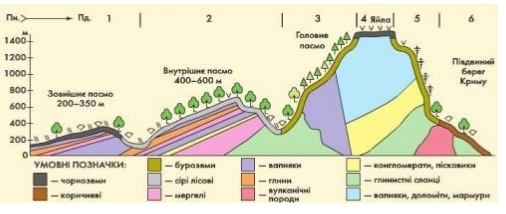 Пн. Пд. 1 2 3 4 Яйла 5 6
м
1400
1200
1000
800
600
400
200
0
Головне
пасмо
Внутрішнє пасмо
400–600 м
Зовнішнє пасмо
200–350 м
Південний
берег
Криму
УМОВНІ ПОЗНАЧКИ:
– чорноземи
– коричневі
– буроземи
– сірі лісові
– мергелі
– вапняки
– глини
– вулканічні
породи
– конгломерати, пісковики
– глинисті сланці
– вапняки, доломіти, мармури